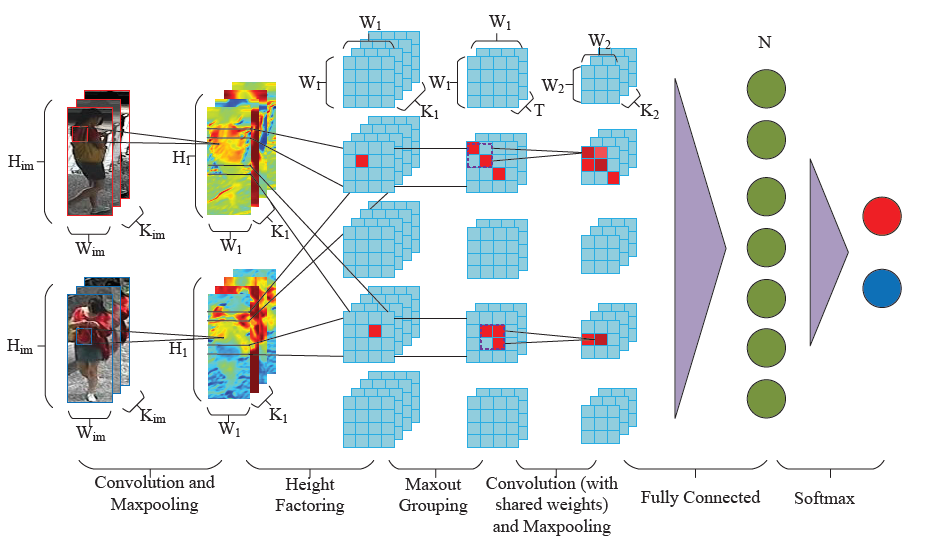 W1
W1
W2
N
W1
W1
W2
K1
T
K2
Him
H1
Kim
K1
Wim
W1
Him
H1
Kim
K1
Wim
W1
Convolution and
Maxpooling
Height
Factoring
Maxout
Grouping
Convolution (with
shared weights)
and Maxpooling
Fully Connected
Softmax